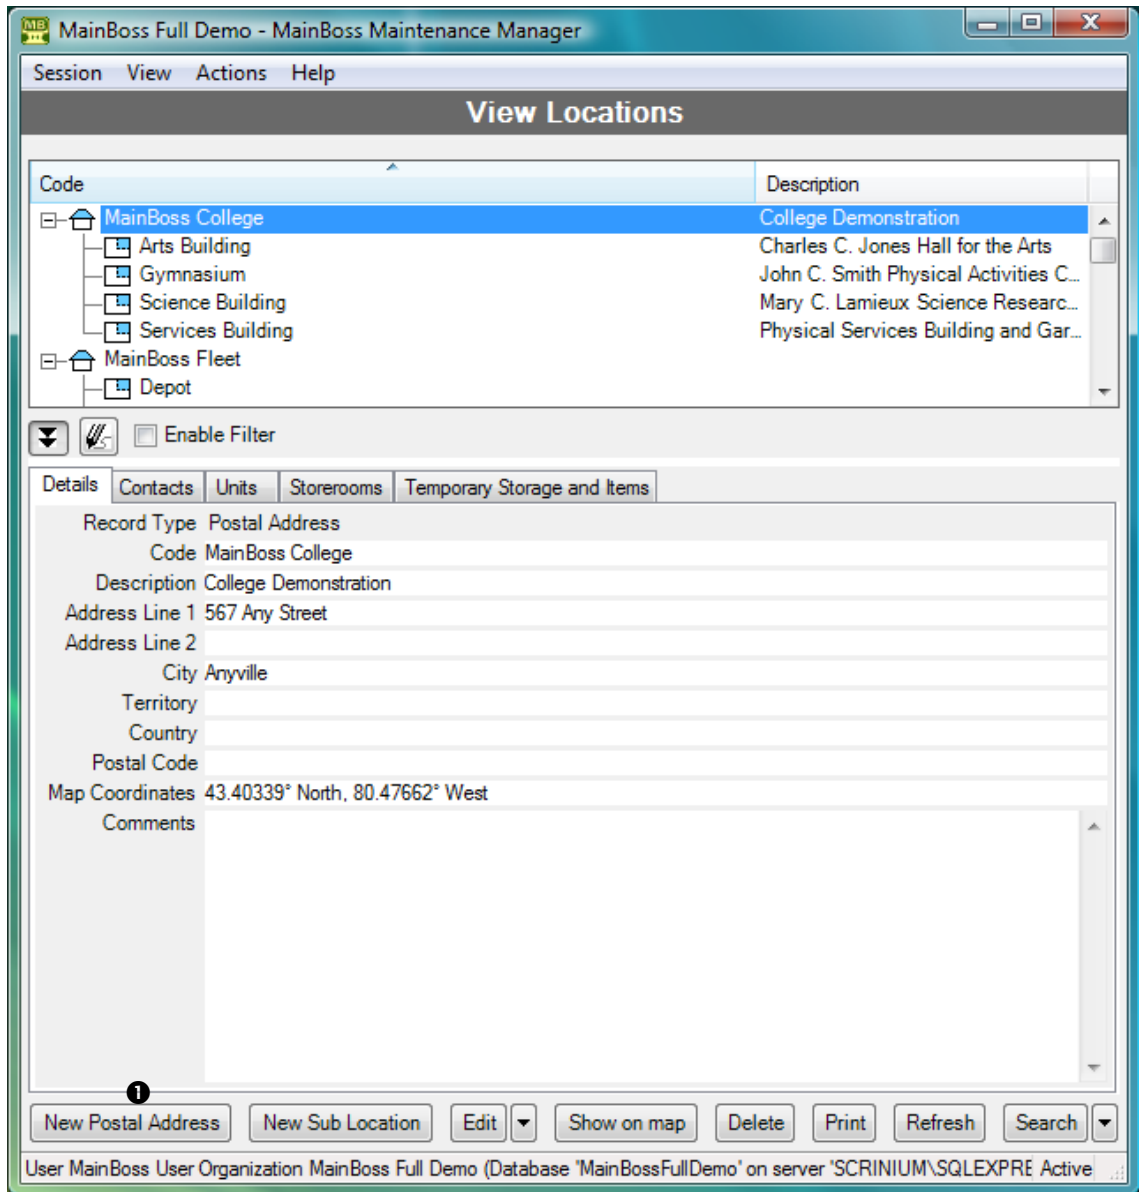 MainBoss Full Demo - MainBoss Maintenance Manager
Session View Actions Help
View Locations
Code Description
MainBoss College College Demonstration
Arts Building Charles C. Jones Hall for the Arts
Gymnasium John C. Smith Physical Activities C...
Science Building Mary C. Lamieux Science Researc...
Services Building Physical Services Building and Gar...
MainBoss Fleet
Depot
Enable Filter
Details Contacts Units Storerooms Temporary Storage and Items
Record Type Postal Address
Code MainBoss College
Description College Demonstration
Address Line 1 567 Any Street
Address Line 2
City Anyville
Territory
Country
Postal Code
Map Coordinates 43.40339° North, 80.47662° West
Comments
❶
New Postal Address New Sub Location Edit Show on map Delete Print Refresh Search
User MainBoss User Organization MainBoss Full Demo (Database 'MainBossFullDemo' on server 'SCRINIUM\SQLEXPRE Active